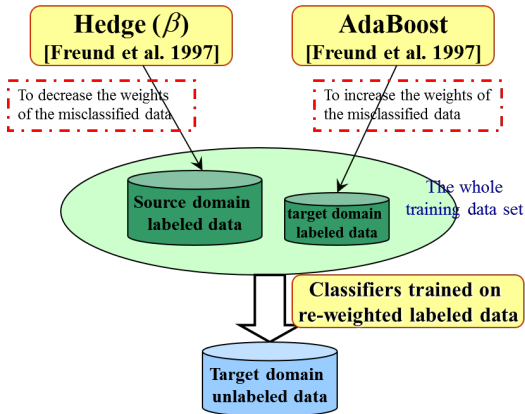 Hedge (β)
[Freund et al. 1997]
AdaBoost
[Freund et al. 1997]
To decrease the weights
of the misclassified data
To increase the weights of
the misclassified data
Source domain
labeled data
target domain
labeled data
The whole
training data set
Classifiers trained on
re-weighted labeled data
Target domain
unlabeled data